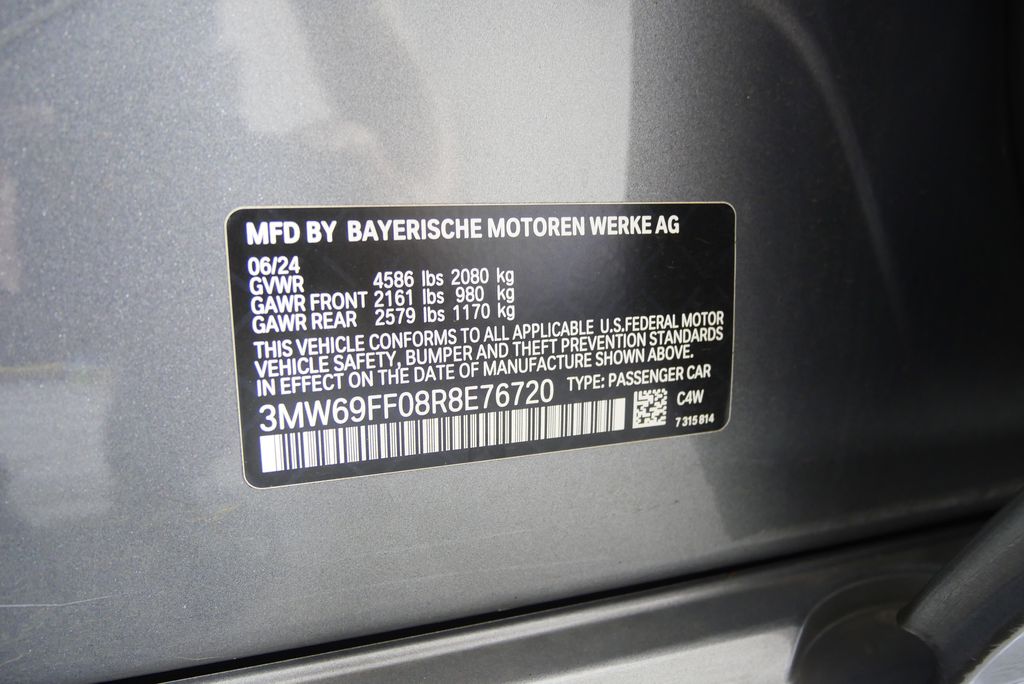 MFD BY BAYERISCHE MOTOREN WERKE AG
06/24
GVWR 4586 lbs 2080 kg
GAWR FRONT 2161 lbs 980 kg
GAWR REAR 2579 lbs 1170 kg
THIS VEHICLE CONFORMS TO ALL APPLICABLE U.S.FEDERAL MOTOR
VEHICLE SAFETY, BUMPER AND THEFT PREVENTION STANDARDS
IN EFFECT ON THE DATE OF MANUFACTURE SHOWN ABOVE.
3MW69FF08R8E76720 TYPE: PASSENGER CAR
C4W
7 315 814